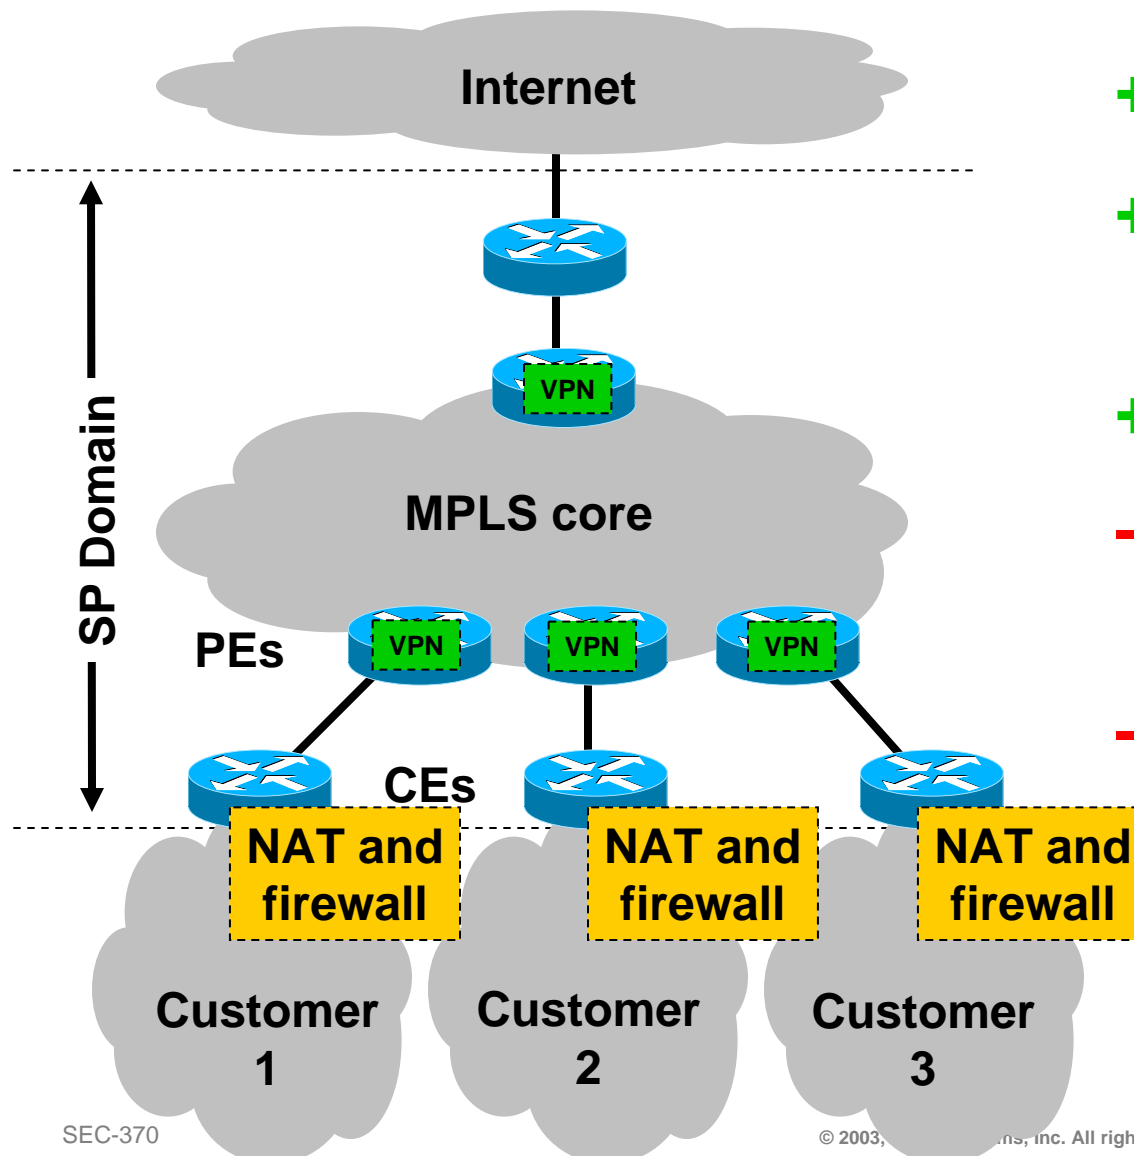 Internet
+
+
VPN
+
MPLS core
-
SP Domain
PEs
VPN
VPN
VPN
-
CEs
NAT and
firewall
NAT and
firewall
NAT and
firewall
Customer
1
Customer
2
Customer
3
SEC-370
© 2003, Inc. All righ